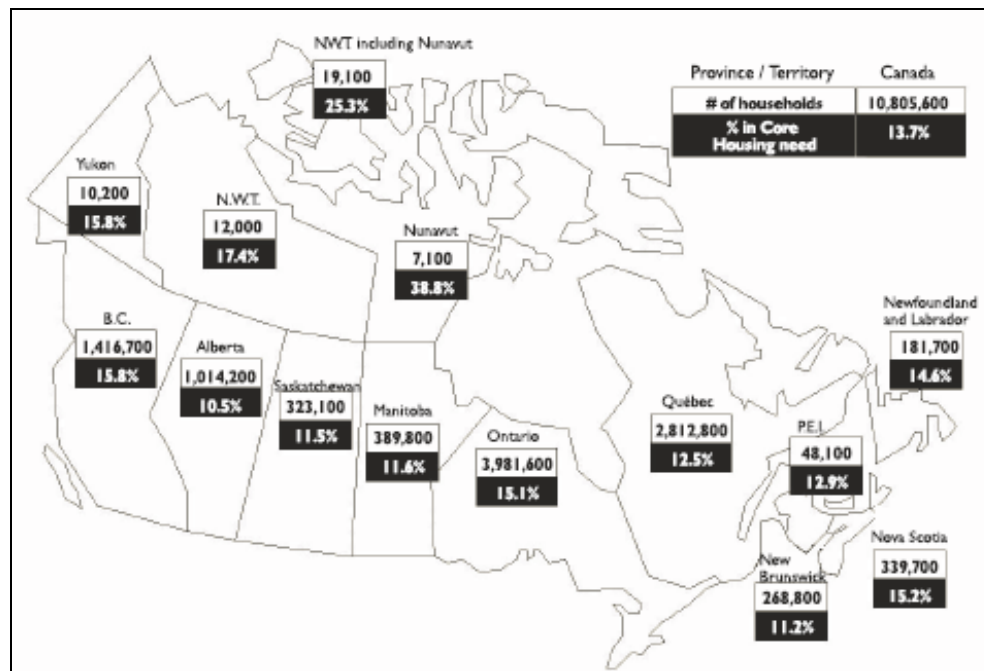 NWT including Nunavut
19,100
25.3%
Province / Territory Canada
# of households 10,805,600
% in Core
Housing need 13.7%
Yukon
10,200
15.8%
N.W.T.
12,000
17.4%
Nunavut
7,100
38.8%
B.C.
1,416,700
15.8%
Alberta
1,014,200
10.5%
Saskatchewan
323,100
11.5%
Manitoba
389,800
11.6%
Ontario
3,981,600
15.1%
Québec
2,812,800
12.5%
Newfoundland
and Labrador
181,700
14.6%
P.E.I.
48,100
12.9%
New
Brunswick
268,800
11.2%
Nova Scotia
339,700
15.2%